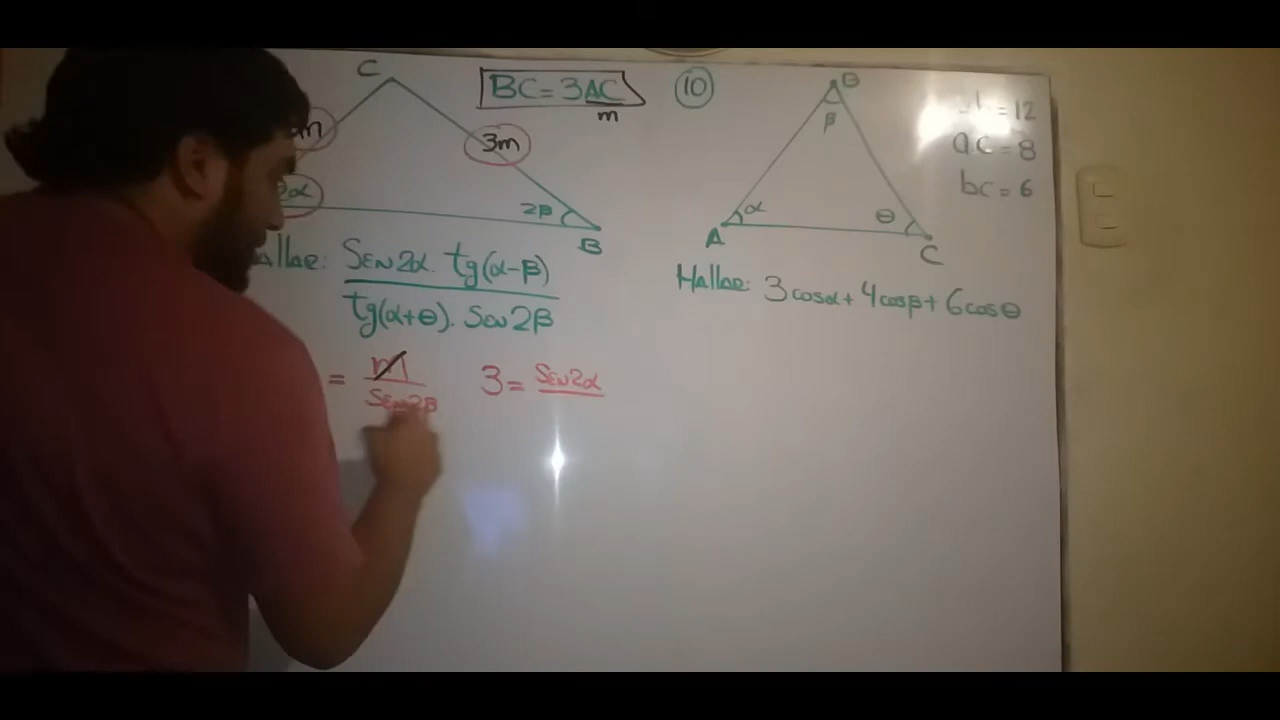 C
BC = 3AC
m
m
3m
2α
2β
B
Hallar: Sen2α . tg(α-β)
tg(α+θ) . Sen2β
= m
Sen2β
3 = Sen2α
10
B
β
α
θ
A
C
= 12
ac = 8
bc = 6
Hallar: 3cosα + 4cosβ + 6cosθ